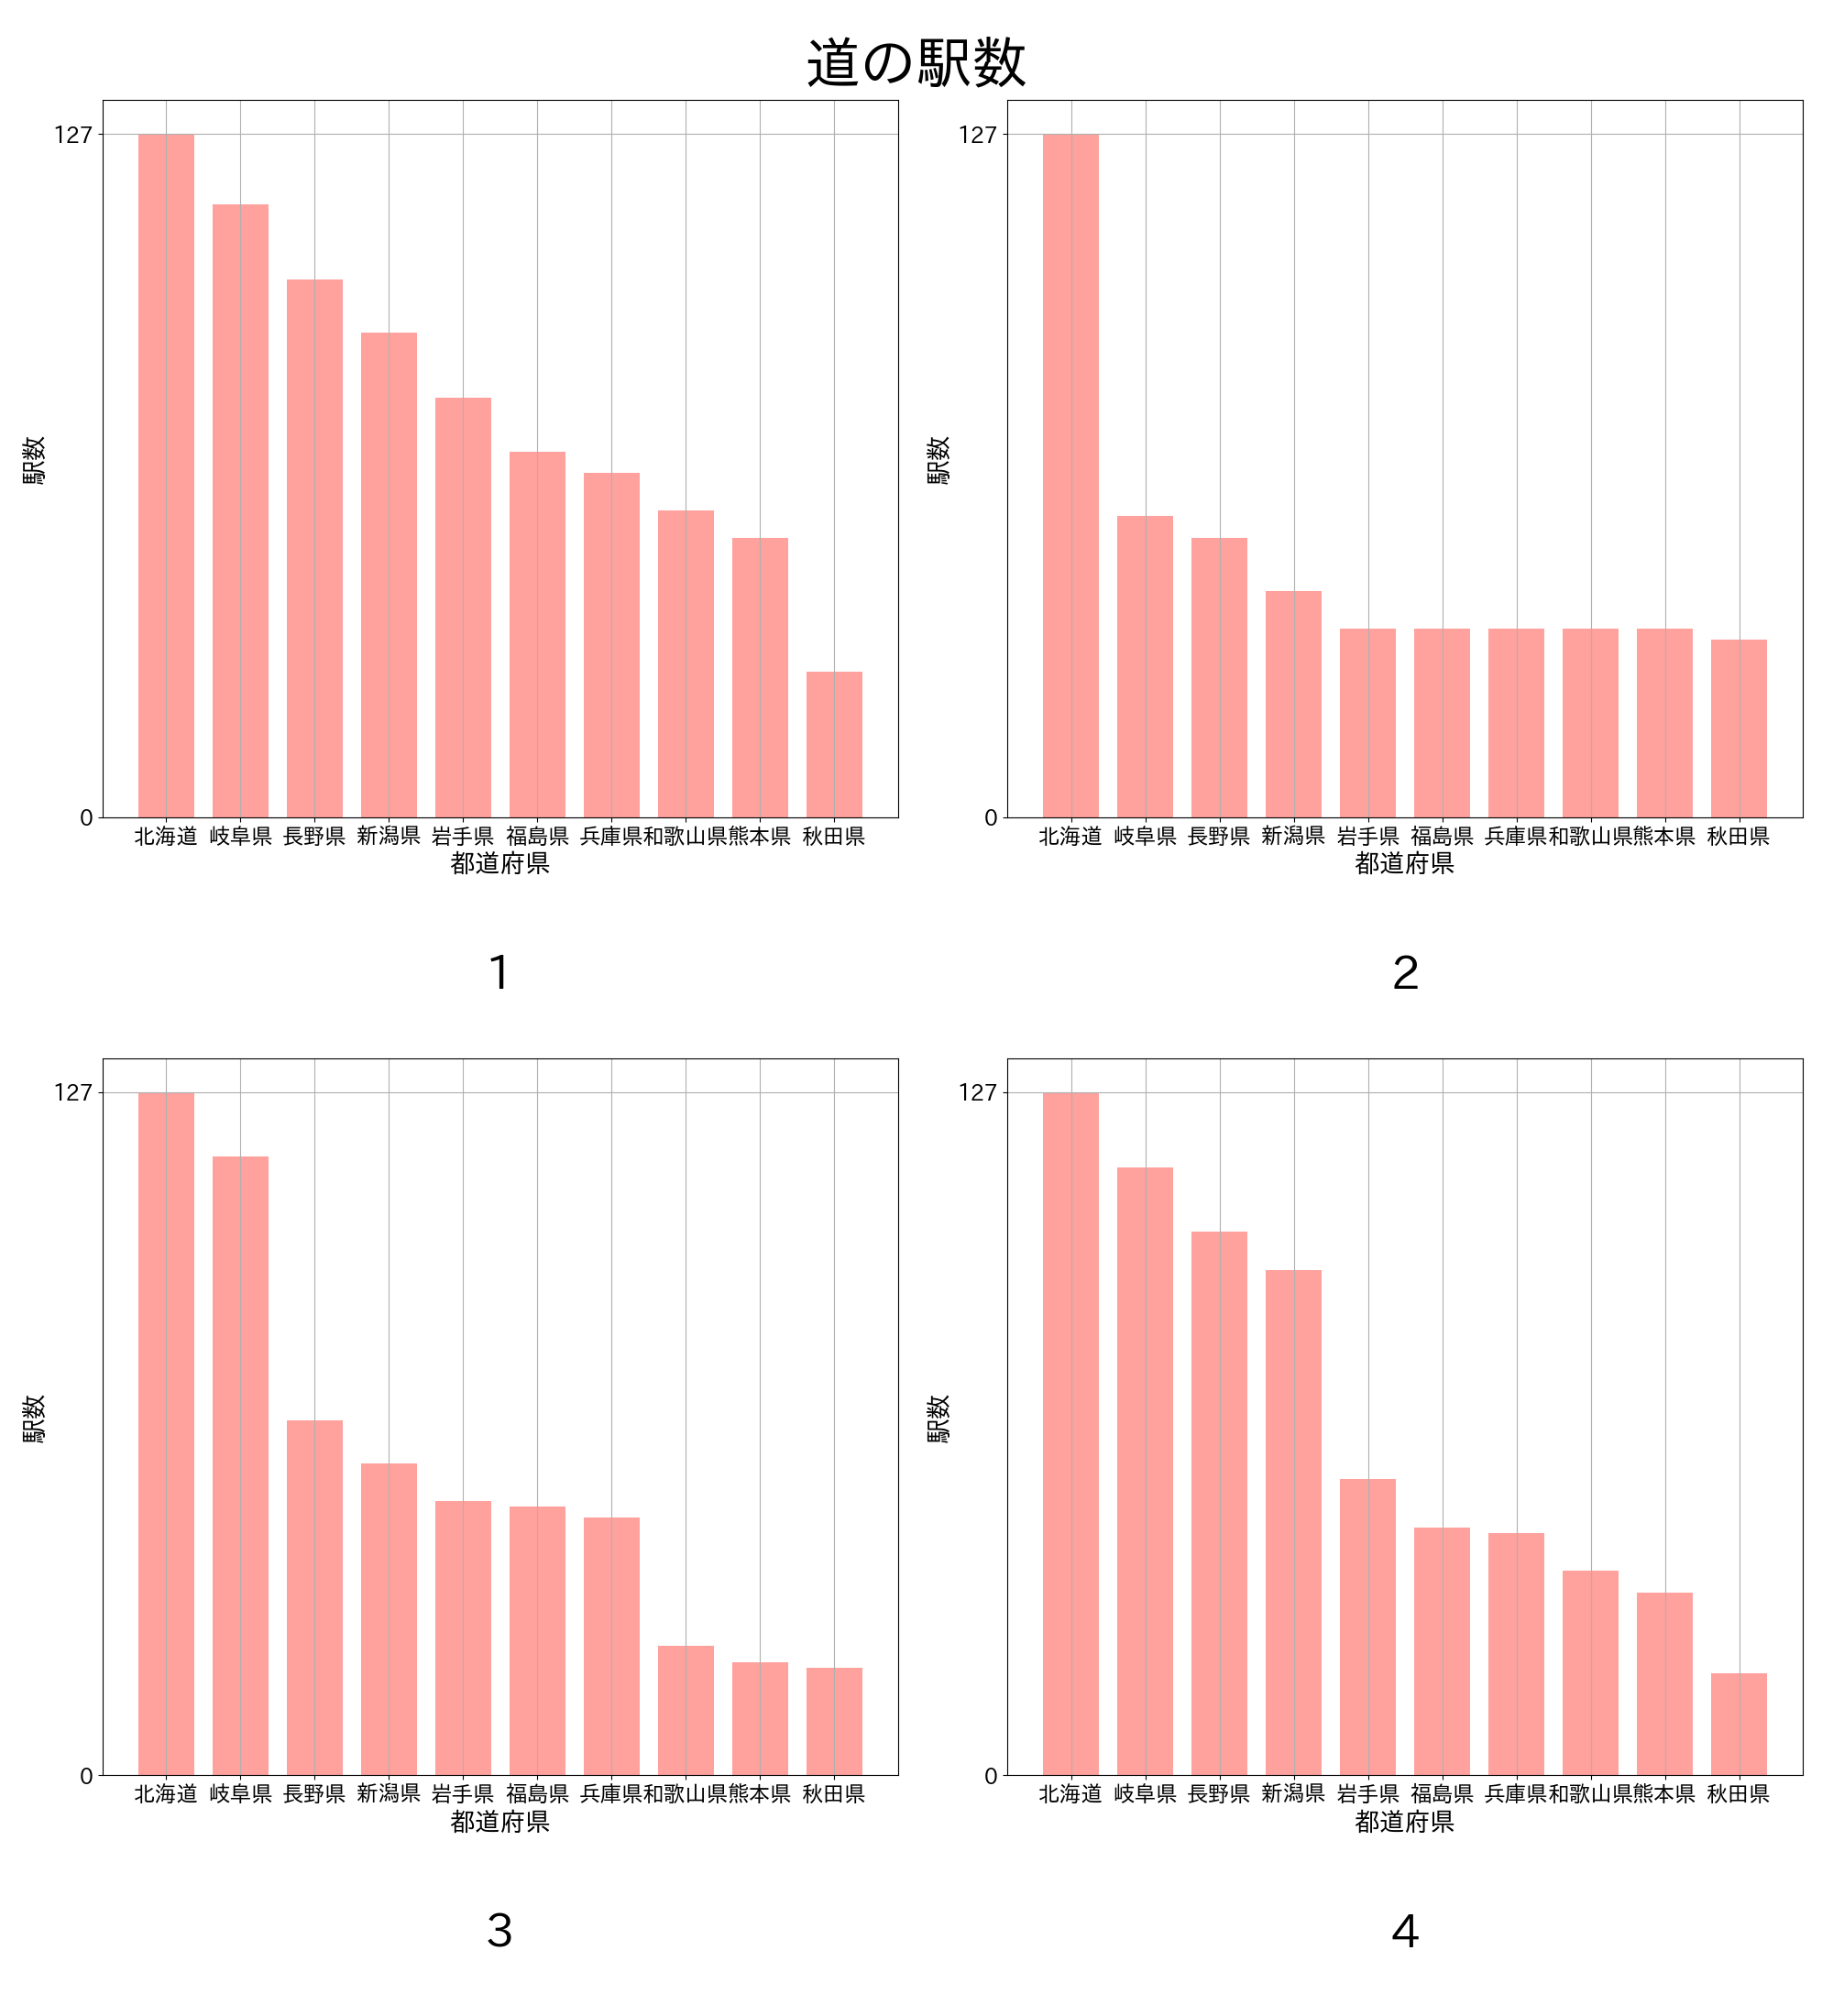 道の駅数
127
0
駅数
北海道 岐阜県 長野県 新潟県 岩手県 福島県 兵庫県 和歌山県 熊本県 秋田県
都道府県
1
127
0
駅数
北海道 岐阜県 長野県 新潟県 岩手県 福島県 兵庫県 和歌山県 熊本県 秋田県
都道府県
2
127
0
駅数
北海道 岐阜県 長野県 新潟県 岩手県 福島県 兵庫県 和歌山県 熊本県 秋田県
都道府県
3
127
0
駅数
北海道 岐阜県 長野県 新潟県 岩手県 福島県 兵庫県 和歌山県 熊本県 秋田県
都道府県
4